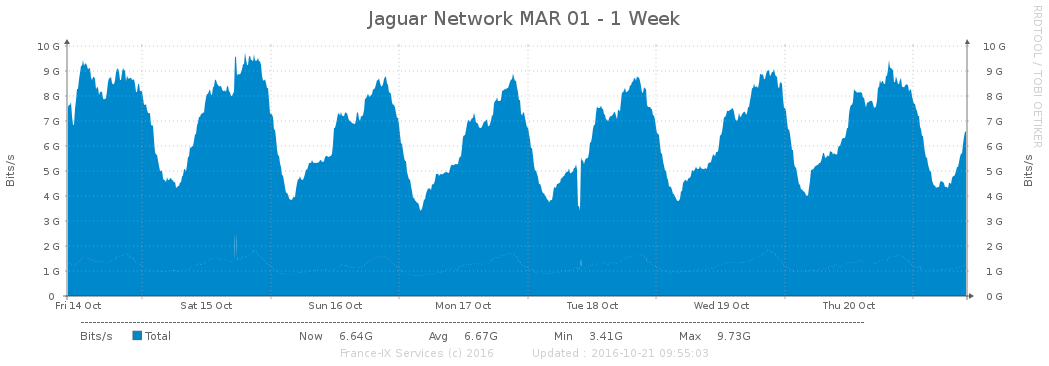 Jaguar Network MAR 01 - 1 Week
RRDTOOL / TOBI OETIKER
Bits/s
Bits/s
10 G 10 G
9 G 9 G
8 G 8 G
7 G 7 G
6 G 6 G
5 G 5 G
4 G 4 G
3 G 3 G
2 G 2 G
1 G 1 G
0 0 G
Fri 14 Oct Sat 15 Oct Sun 16 Oct Mon 17 Oct Tue 18 Oct Wed 19 Oct Thu 20 Oct
Bits/s Total Now 6.64G Avg 6.67G Min 3.41G Max 9.73G
France-IX Services (c) 2016 Updated : 2016-10-21 09:55:03